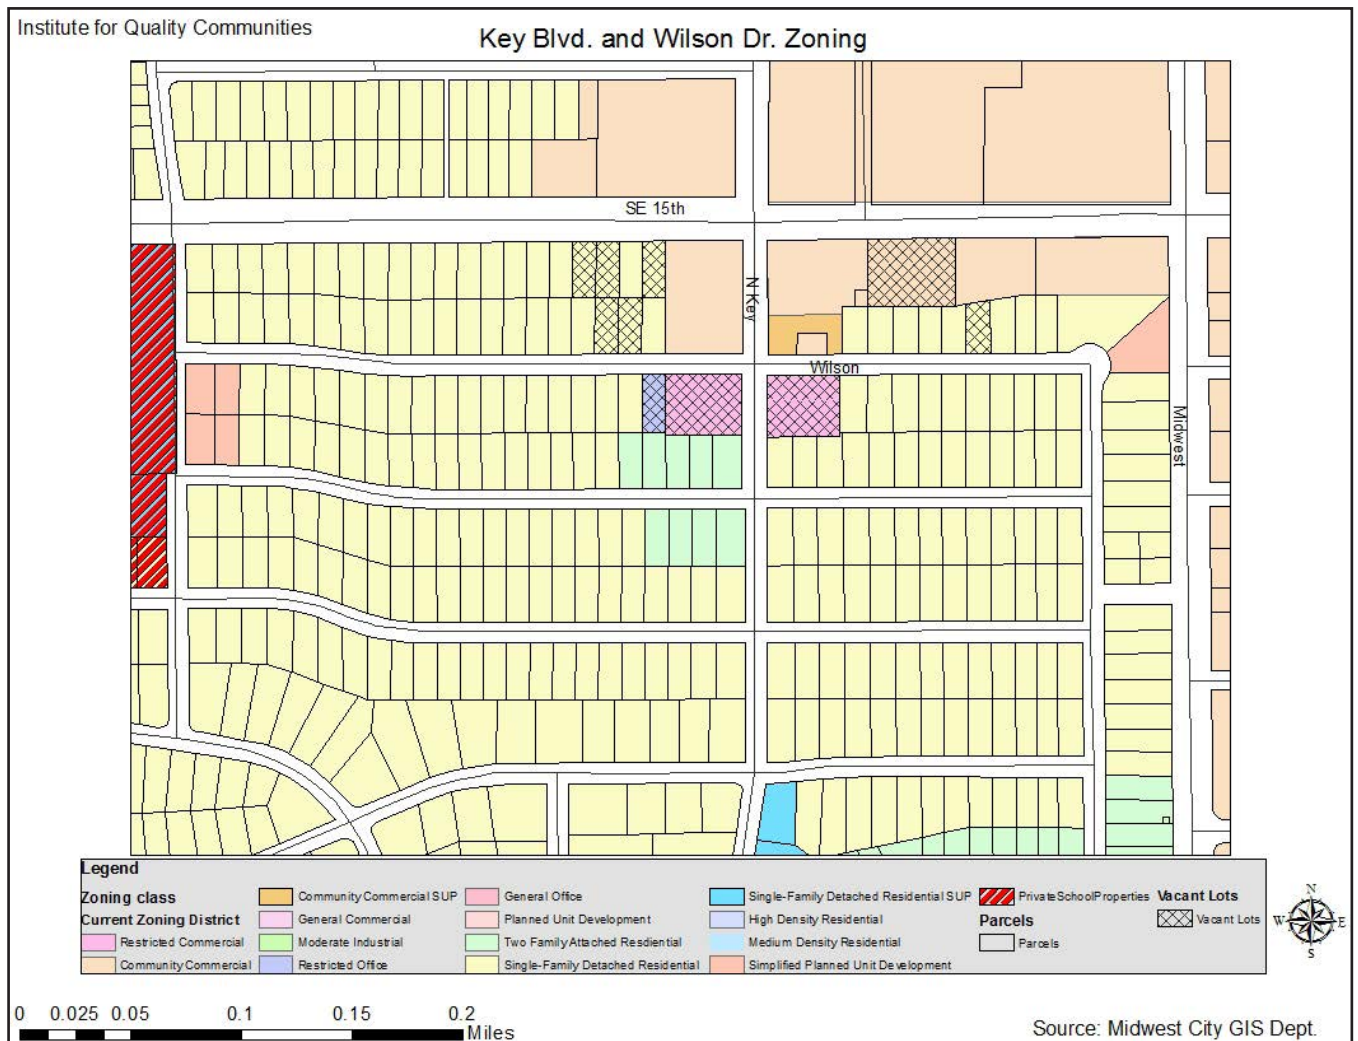 Institute for Quality Communities
Key Blvd. and Wilson Dr. Zoning
SE 15th
N Key
Wilson
Midwest
Legend
Zoning class
Current Zoning District
Restricted Commercial
Community Commercial
Community Commercial SUP
General Commercial
Moderate Industrial
Restricted Office
General Office
Planned Unit Development
Two Family Attached Resdiential
Single-Family Detached Residential
Single-Family Detached Residential SUP
High Density Residential
Medium Density Residential
Simplified Planned Unit Development
PrivateSchoolProperties
Parcels
Parcels
Vacant Lots
Vacant Lots
N
W
E
S
0 0.025 0.05 0.1 0.15 0.2
Miles
Source: Midwest City GIS Dept.